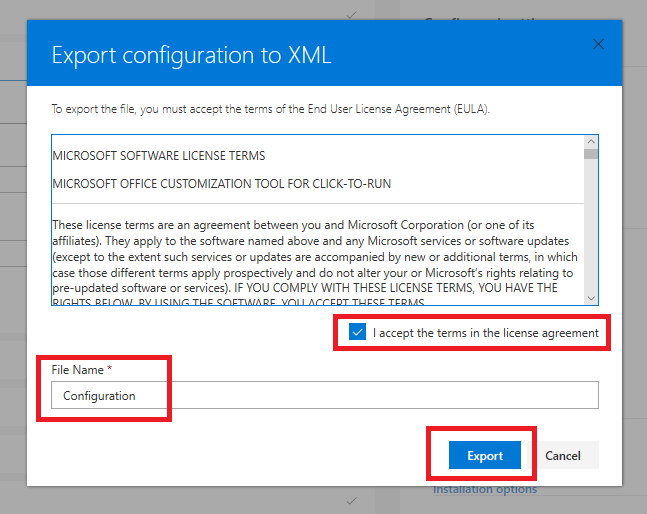 Export configuration to XML
To export the file, you must accept the terms of the End User License Agreement (EULA).
MICROSOFT SOFTWARE LICENSE TERMS
MICROSOFT OFFICE CUSTOMIZATION TOOL FOR CLICK-TO-RUN
These license terms are an agreement between you and Microsoft Corporation (or one of its
affiliates). They apply to the software named above and any Microsoft services or software updates
(except to the extent such services or updates are accompanied by new or additional terms, in which
case those different terms apply prospectively and do not alter your or Microsoft's rights relating to
pre-updated software or services). IF YOU COMPLY WITH THESE LICENSE TERMS, YOU HAVE THE
RIGHTS BELOW. BY USING THE SOFTWARE, YOU ACCEPT THESE TERMS.
I accept the terms in the license agreement
File Name *
Configuration
Export
Cancel
Installation options